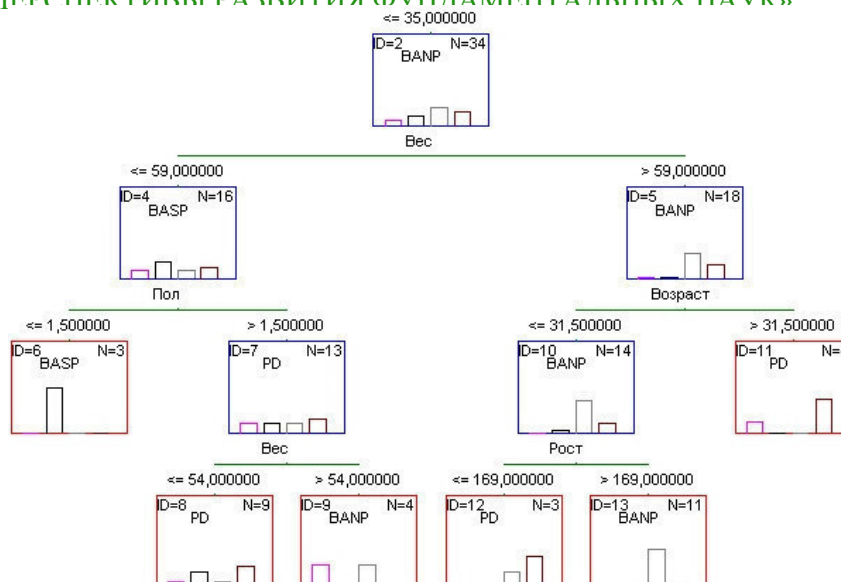 <= 35,000000
ID=2 N=34
BANP
Вес
<= 59,000000 > 59,000000
ID=4 N=16 ID=5 N=18
BASP BANP
Пол Возраст
<= 1,500000 > 1,500000 <= 31,500000 > 31,500000
ID=6 N=3 ID=7 N=13 ID=10 N=14 ID=11 N=
BASP PD BANP PD
Вес Рост
<= 54,000000 > 54,000000 <= 169,000000 > 169,000000
ID=8 N=9 ID=9 N=4 ID=12 N=3 ID=13 N=11
PD BANP PD BANP